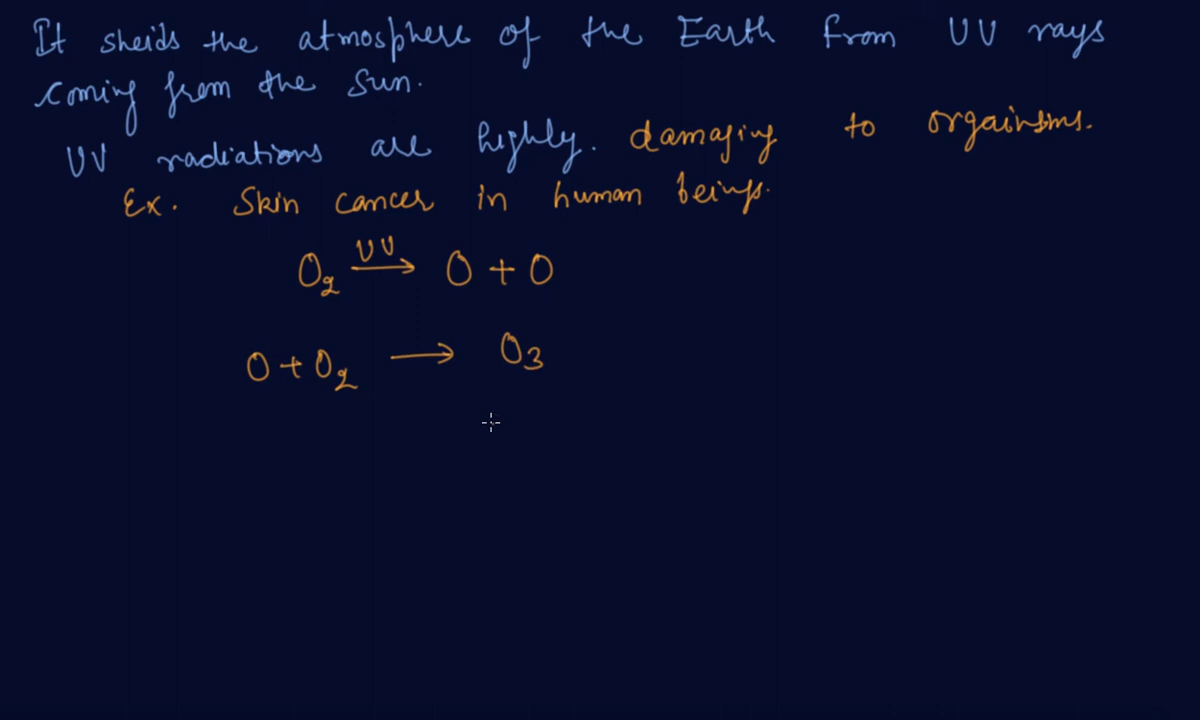 It sheids the atmosphere of the Earth from UV rays
coming from the Sun.
UV radiations are highly. damaging to orgainsms.
Ex. Skin cancer in human beings.
O₂ UV→ O + O
O + O₂ → O₃